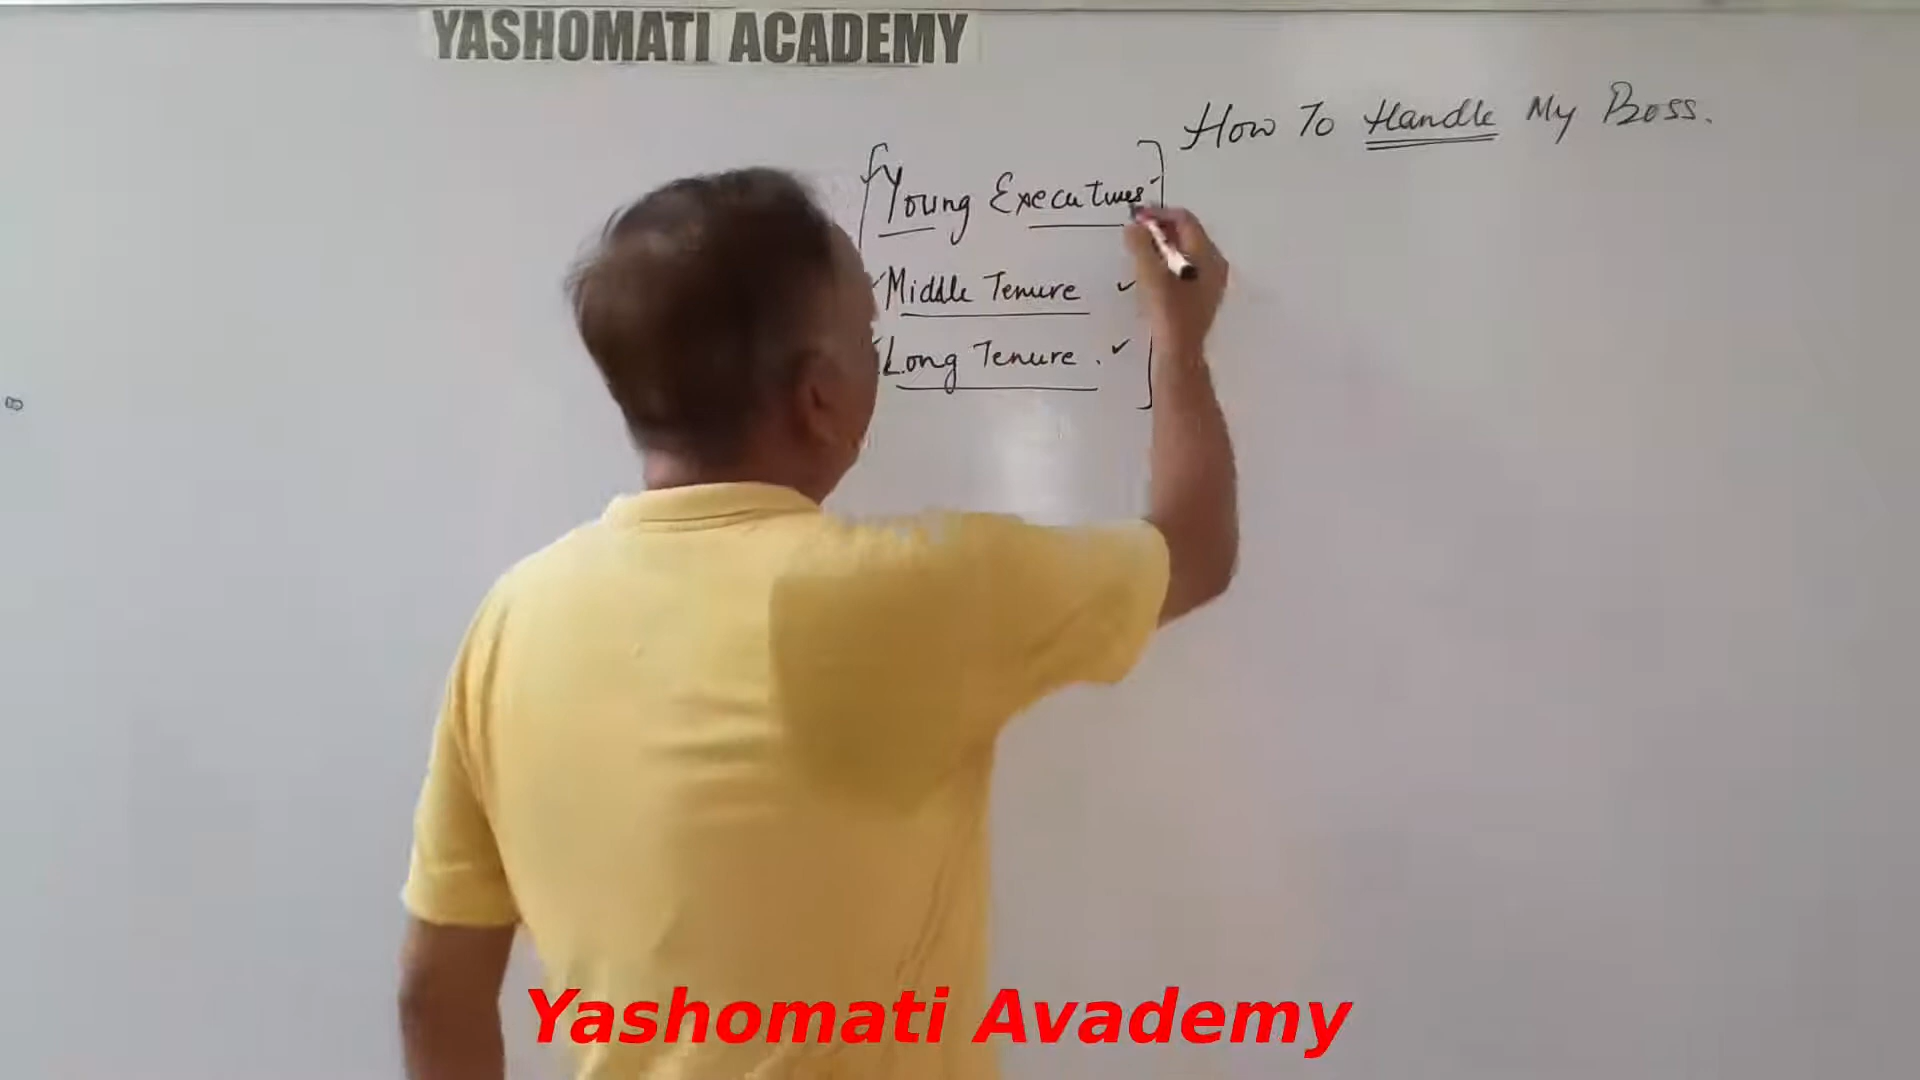 YASHOMATI ACADEMY
How To Handle My Boss.
Young Executives
Middle Tenure
Long Tenure.
Yashomati Avademy